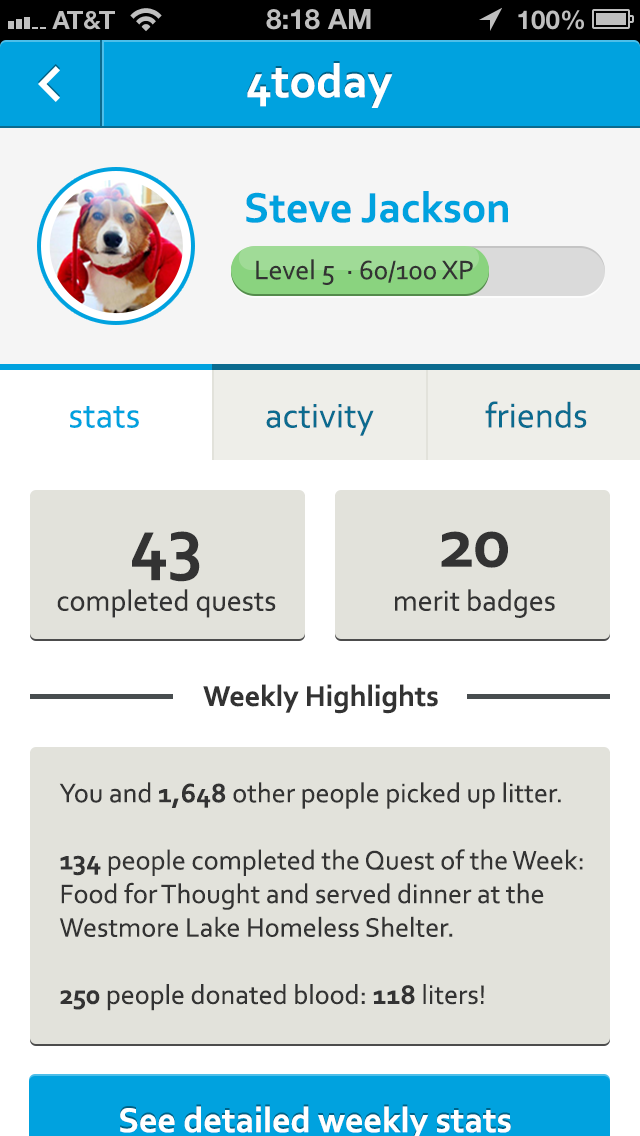 AT&T 8:18 AM 100%
4today
Steve Jackson
Level 5 · 60/100 XP
stats activity friends
43 20
completed quests merit badges
Weekly Highlights
You and 1,648 other people picked up litter.
134 people completed the Quest of the Week:
Food for Thought and served dinner at the
Westmore Lake Homeless Shelter.
250 people donated blood: 118 liters!
See detailed weekly stats